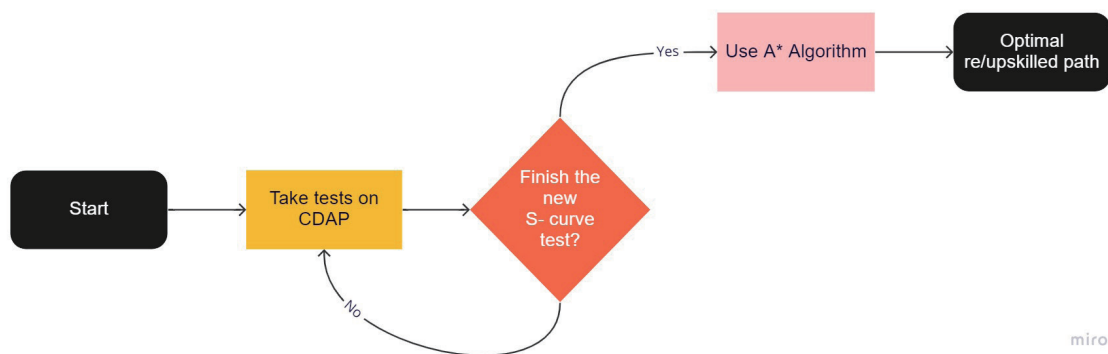 Start
Take tests on
CDAP
Finish the
new
S- curve
test?
No
Yes
Use A* Algorithm
Optimal
re/upskilled path
miro